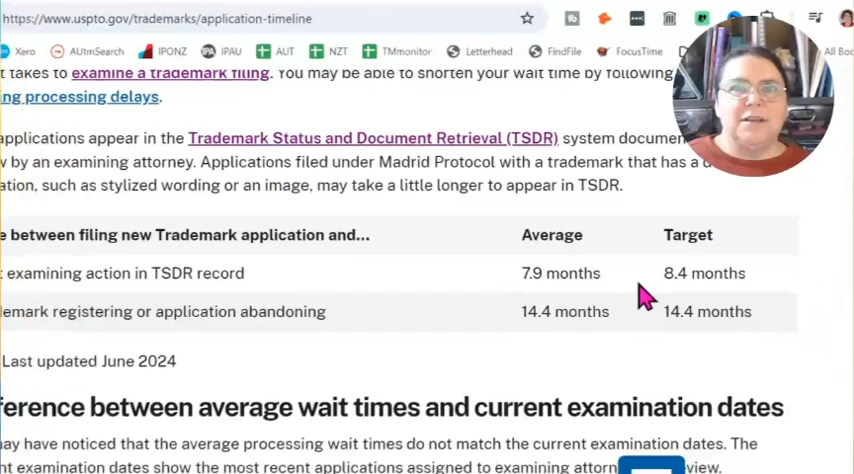 https://www.uspto.gov/trademarks/application-timeline
Xero AUtmSearch IPONZ IPAU AUT NZT TMmonitor Letterhead FindFile FocusTime All Boo
t takes to examine a trademark filing. You may be able to shorten your wait time by following
ng processing delays.
applications appear in the Trademark Status and Document Retrieval (TSDR) system documen
w by an examining attorney. Applications filed under Madrid Protocol with a trademark that has a d
ation, such as stylized wording or an image, may take a little longer to appear in TSDR.
e between filing new Trademark application and... Average Target
t examining action in TSDR record 7.9 months 8.4 months
demark registering or application abandoning 14.4 months 14.4 months
Last updated June 2024
ference between average wait times and current examination dates
may have noticed that the average processing wait times do not match the current examination dates. The
nt examination dates show the most recent applications assigned to examining attorn view.